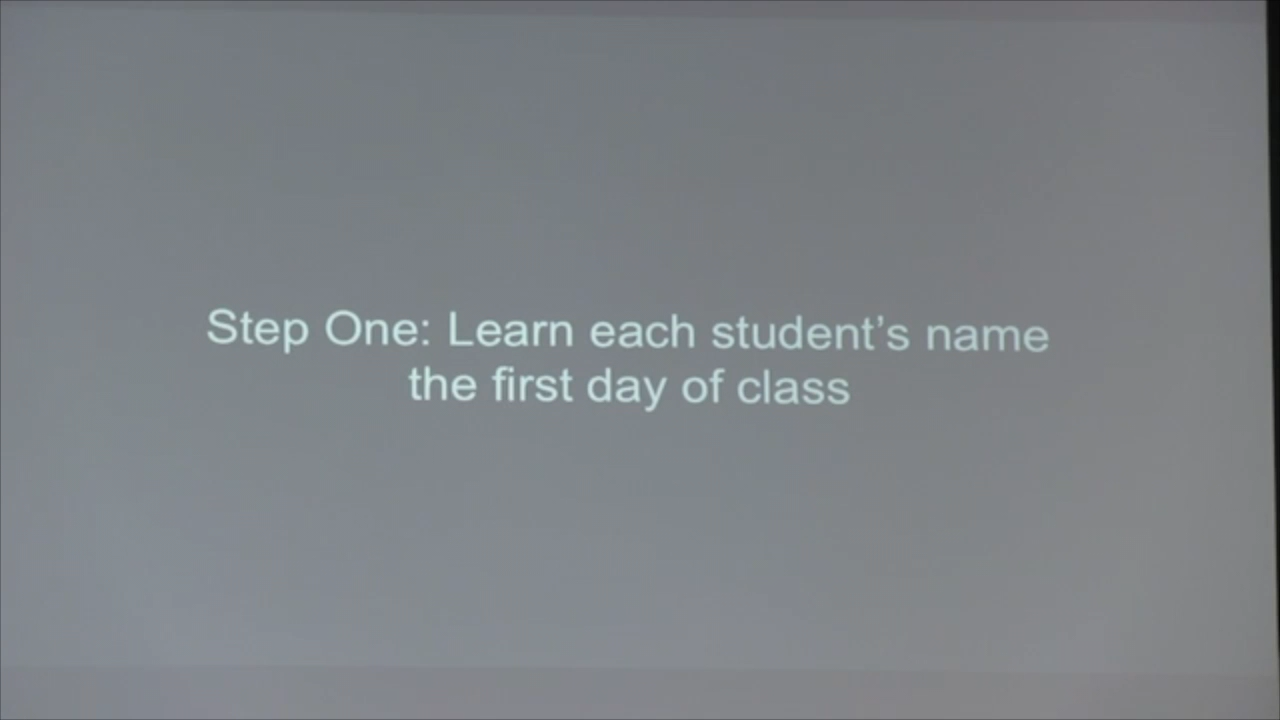 Step One: Learn each student’s name
the first day of class